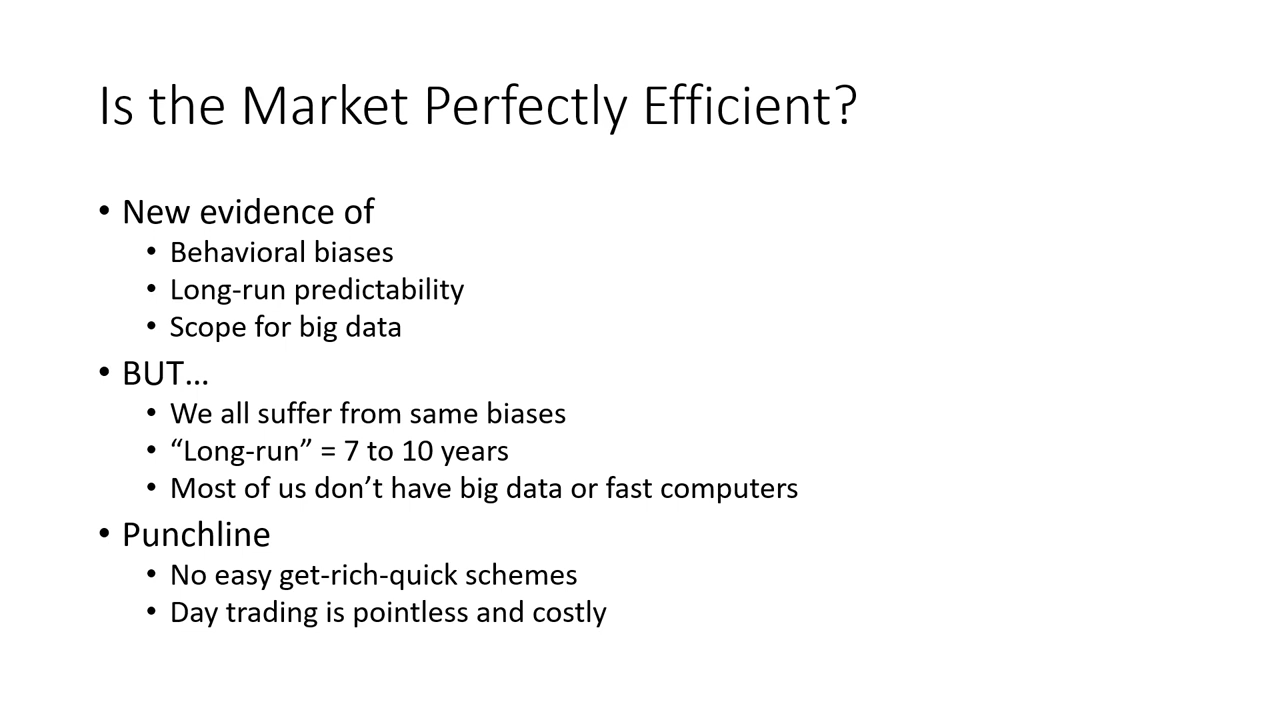 Is the Market Perfectly Efficient?
• New evidence of
• Behavioral biases
• Long-run predictability
• Scope for big data
• BUT…
• We all suffer from same biases
• “Long-run” = 7 to 10 years
• Most of us don’t have big data or fast computers
• Punchline
• No easy get-rich-quick schemes
• Day trading is pointless and costly